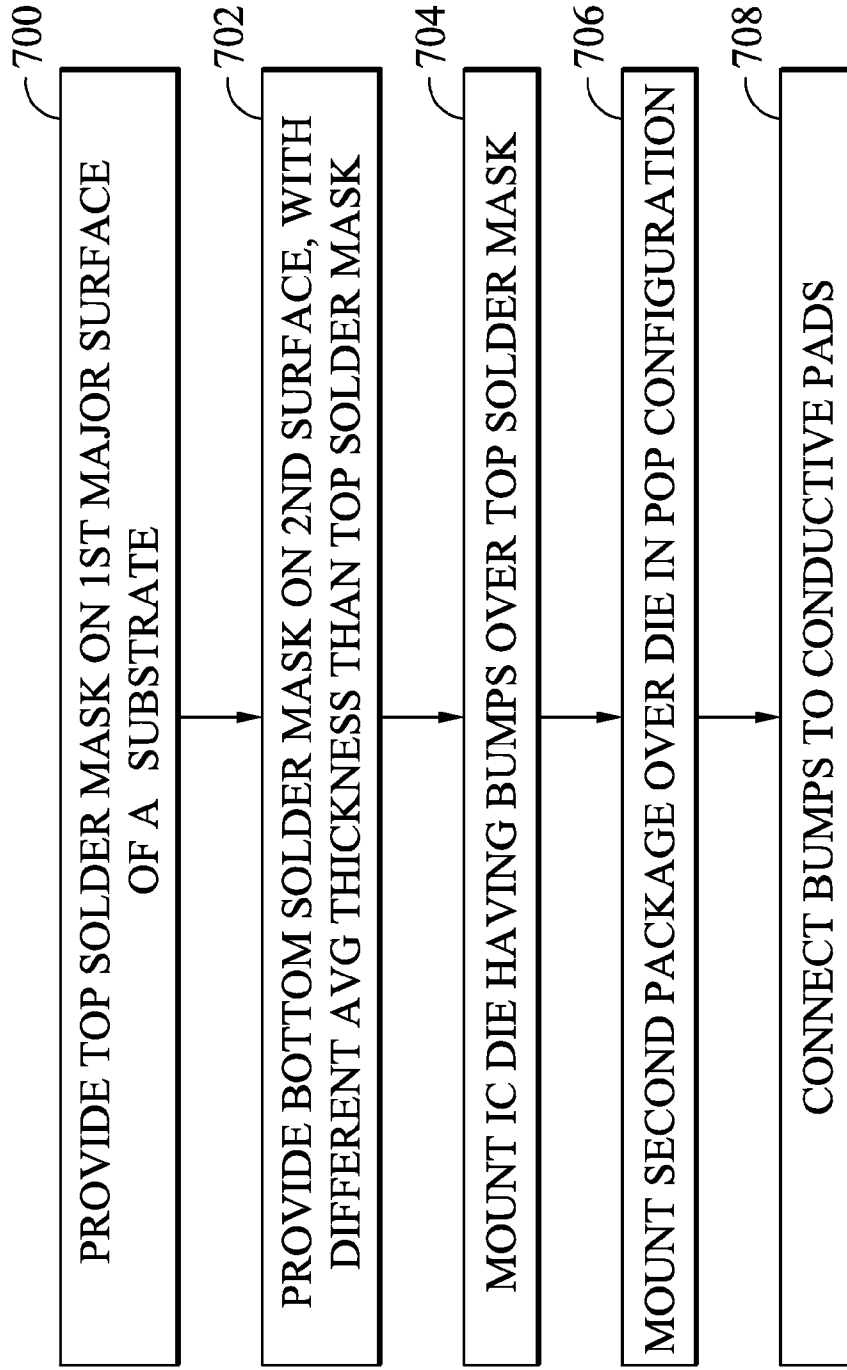 700
PROVIDE TOP SOLDER MASK ON 1ST MAJOR SURFACE
OF A SUBSTRATE
702
PROVIDE BOTTOM SOLDER MASK ON 2ND SURFACE, WITH
DIFFERENT AVG THICKNESS THAN TOP SOLDER MASK
704
MOUNT IC DIE HAVING BUMPS OVER TOP SOLDER MASK
706
MOUNT SECOND PACKAGE OVER DIE IN POP CONFIGURATION
708
CONNECT BUMPS TO CONDUCTIVE PADS